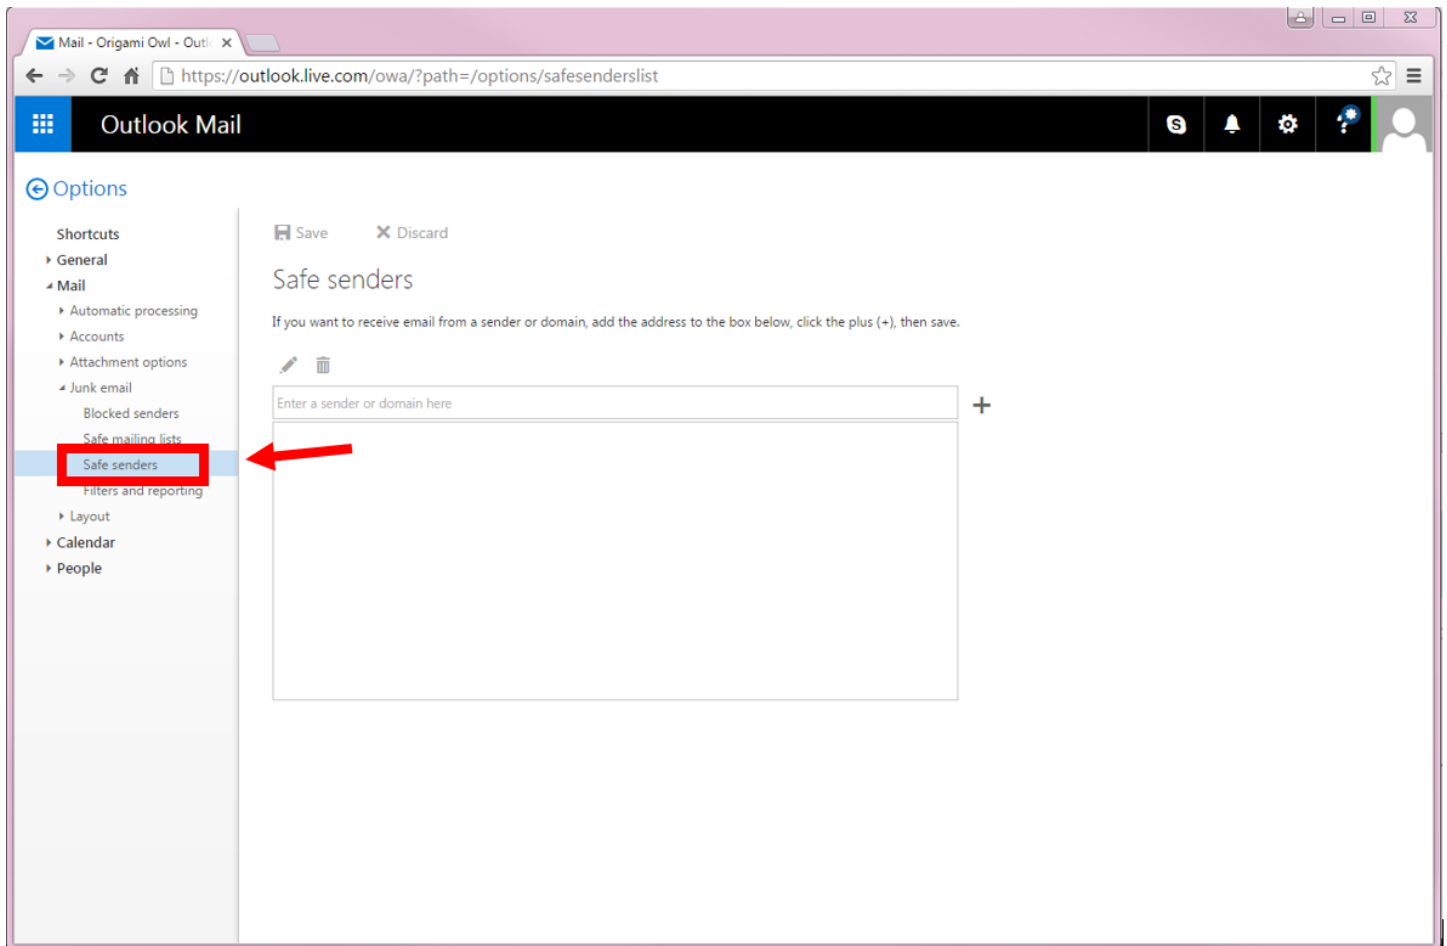 Mail - Origami Owl - Outl
https://outlook.live.com/owa/?path=/options/safesenderslist
Outlook Mail
Options
Shortcuts
General
Mail
Automatic processing
Accounts
Attachment options
Junk email
Blocked senders
Safe mailing lists
Safe senders
Filters and reporting
Layout
Calendar
People
Save Discard
Safe senders
If you want to receive email from a sender or domain, add the address to the box below, click the plus (+), then save.
Enter a sender or domain here